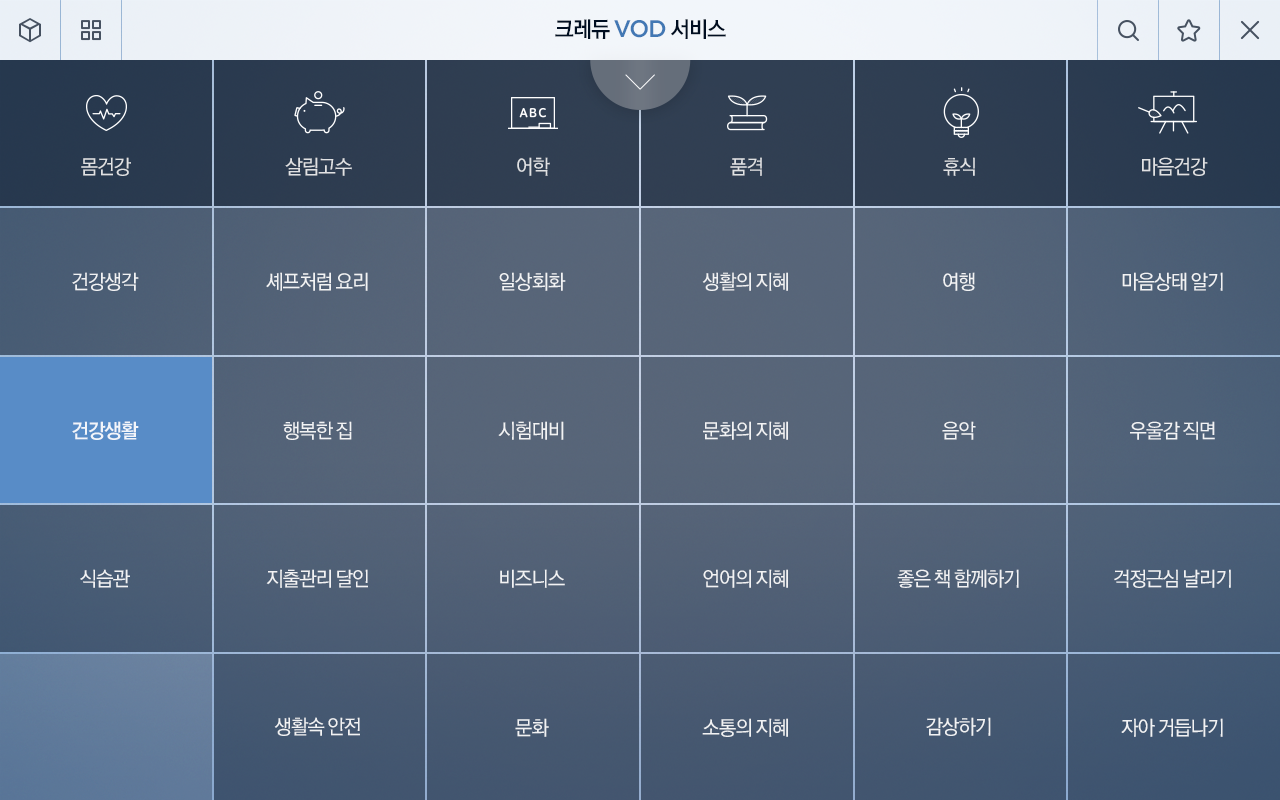 크레듀 VOD 서비스
ABC
몸건강
살림고수
어학
품격
휴식
마음건강
건강생각
셰프처럼 요리
일상회화
생활의 지혜
여행
마음상태 알기
건강생활
행복한 집
시험대비
문화의 지혜
음악
우울감 직면
식습관
지출관리 달인
비즈니스
언어의 지혜
좋은 책 함께하기
걱정근심 날리기
생활속 안전
문화
소통의 지혜
감상하기
자아 거듭나기